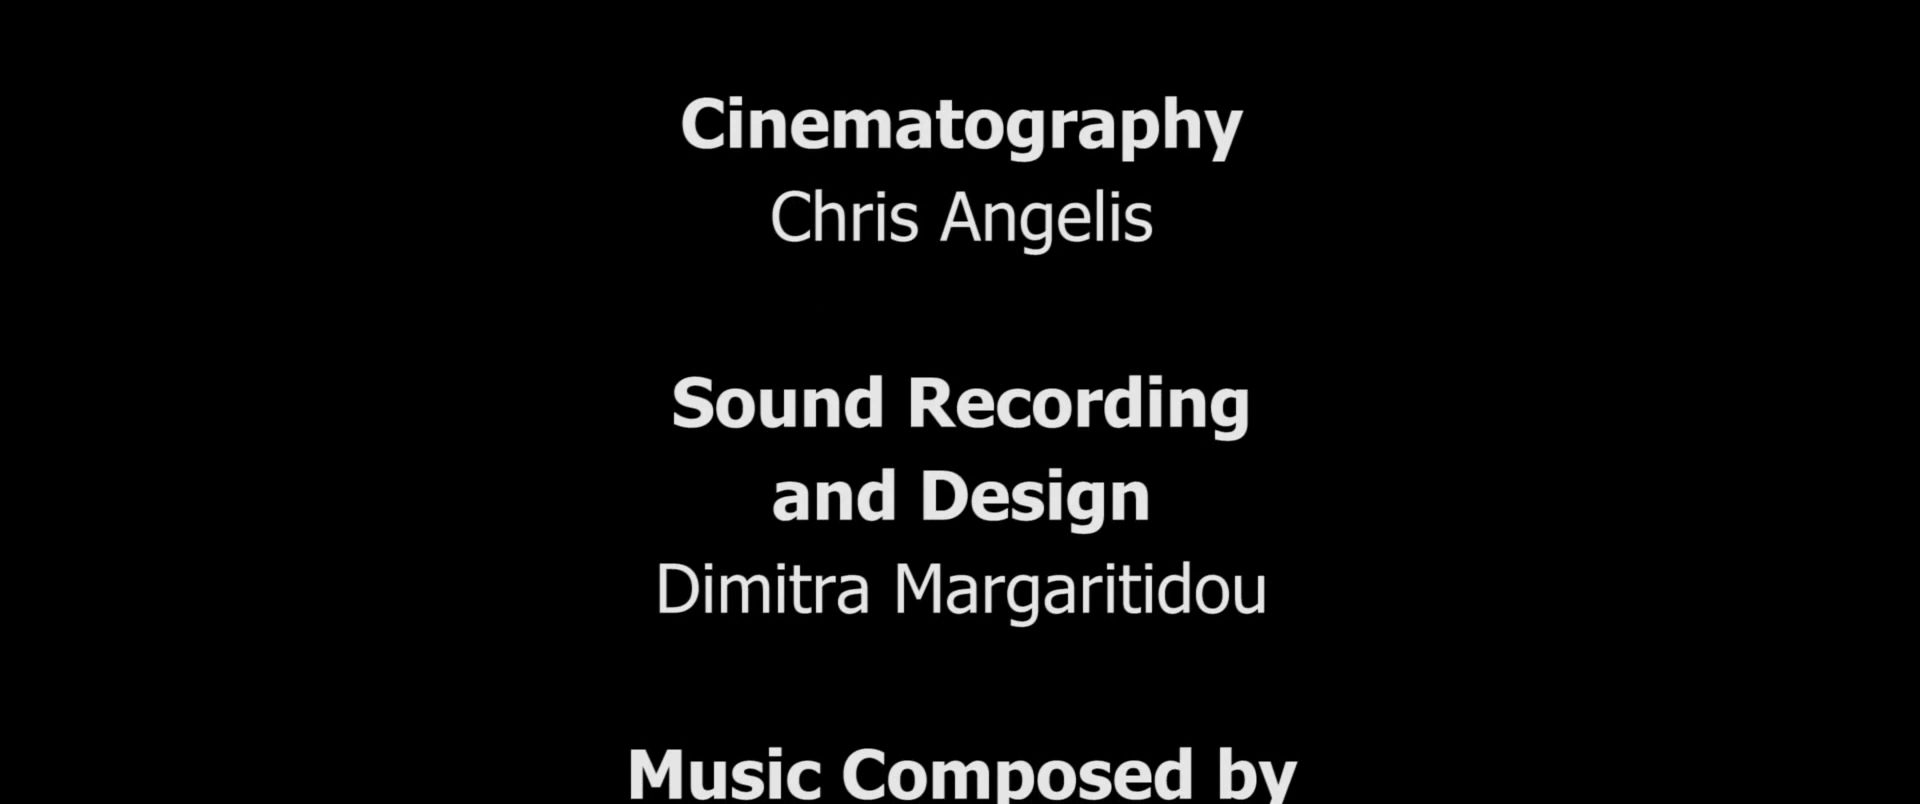 Cinematography
Chris Angelis
Sound Recording
and Design
Dimitra Margaritidou
Music Composed by